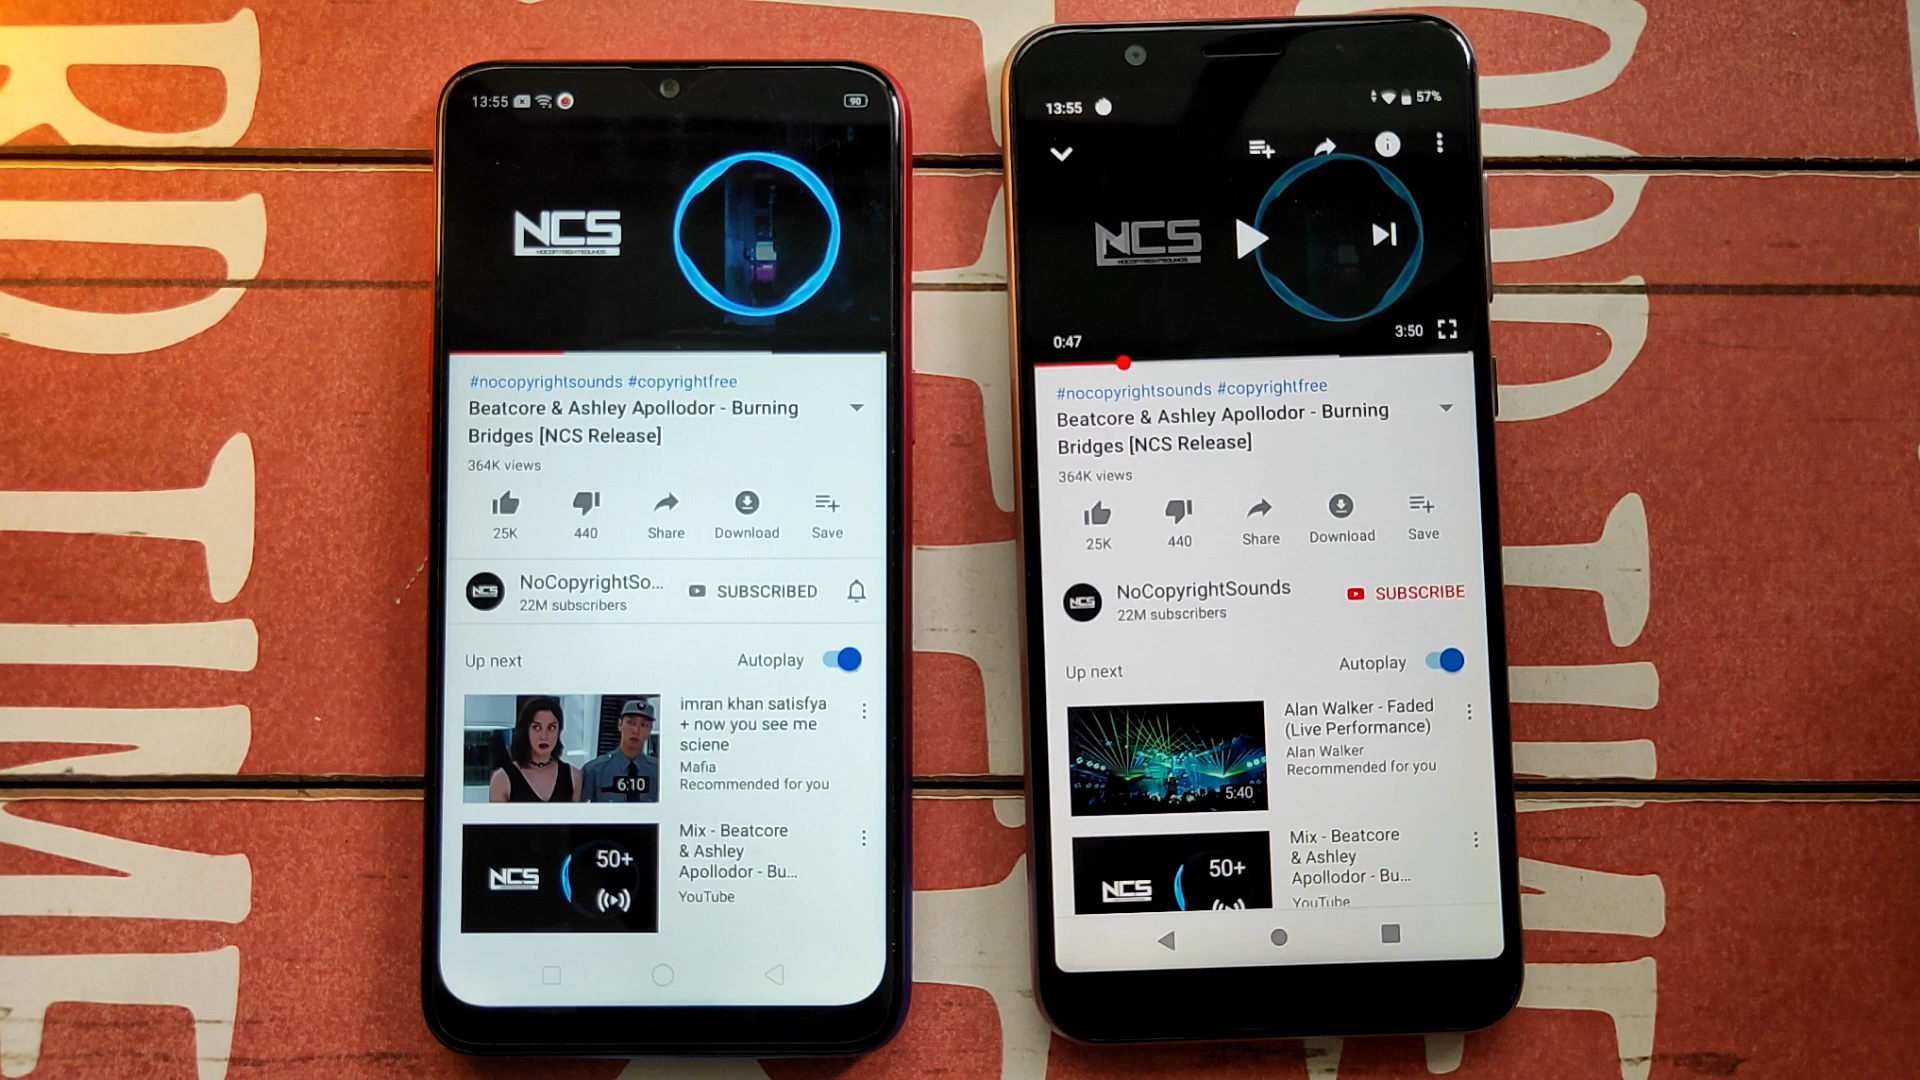 13:55
90
NCS
NOCOPYRIGHTSOUNDS
#nocopyrightsounds #copyrightfree
Beatcore & Ashley Apollodor - Burning
Bridges [NCS Release]
364K views
25K
440
Share
Download
Save
NCS
NoCopyrightSo...
22M subscribers
SUBSCRIBED
Up next
Autoplay
imran khan satisfya
+ now you see me
sciene
Mafia
Recommended for you
6:10
Mix - Beatcore
& Ashley
Apollodor - Bu...
YouTube
NCS
50+
13:55
57%
NCS
NOCOPYRIGHTSOUNDS
0:47
3:50
#nocopyrightsounds #copyrightfree
Beatcore & Ashley Apollodor - Burning
Bridges [NCS Release]
364K views
25K
440
Share
Download
Save
NCS
NoCopyrightSounds
22M subscribers
SUBSCRIBE
Up next
Autoplay
Alan Walker - Faded
(Live Performance)
Alan Walker
Recommended for you
5:40
Mix - Beatcore
& Ashley
Apollodor - Bu...
YouTube
NCS
50+